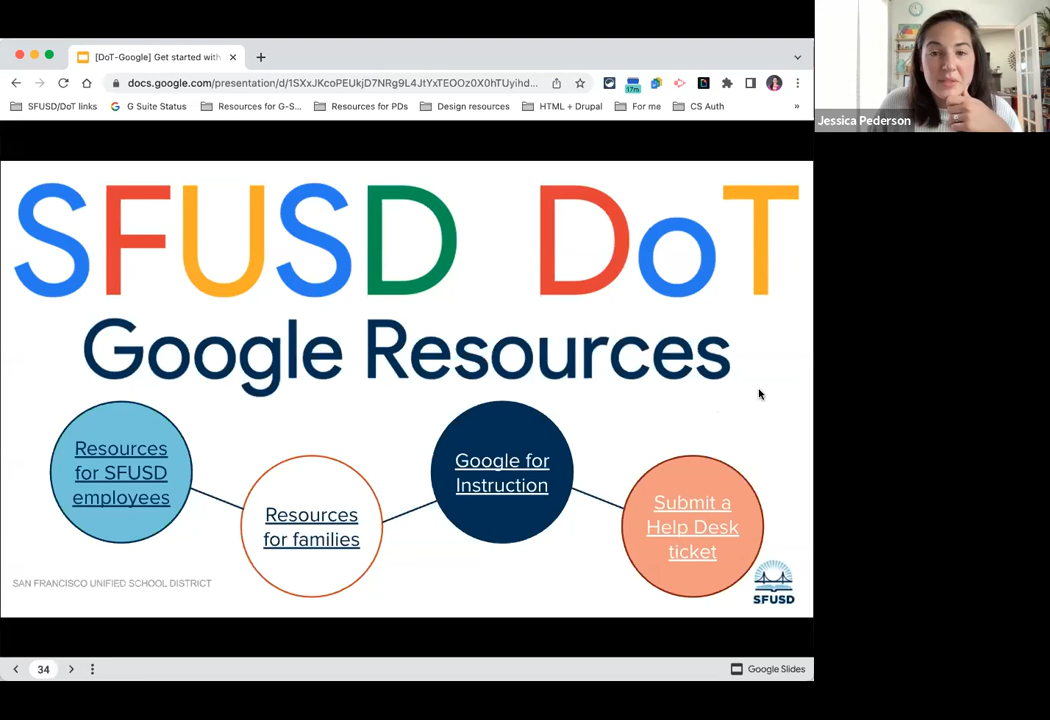 [DoT-Google] Get started with
docs.google.com/presentation/d/1SXxJKcoPEUkjD7NRg9L4JtYxTEOOz0X0hTUyihd...
17m
SFUSD/DoT links
G Suite Status
Resources for G-S...
Resources for PDs
Design resources
HTML + Drupal
For me
CS Auth
»
Jessica Pederson
SFUSD DoT
Google Resources
Resources
for SFUSD
employees
Resources
for families
Google for
Instruction
Submit a
Help Desk
ticket
SAN FRANCISCO UNIFIED SCHOOL DISTRICT
SFUSD
34
Google Slides